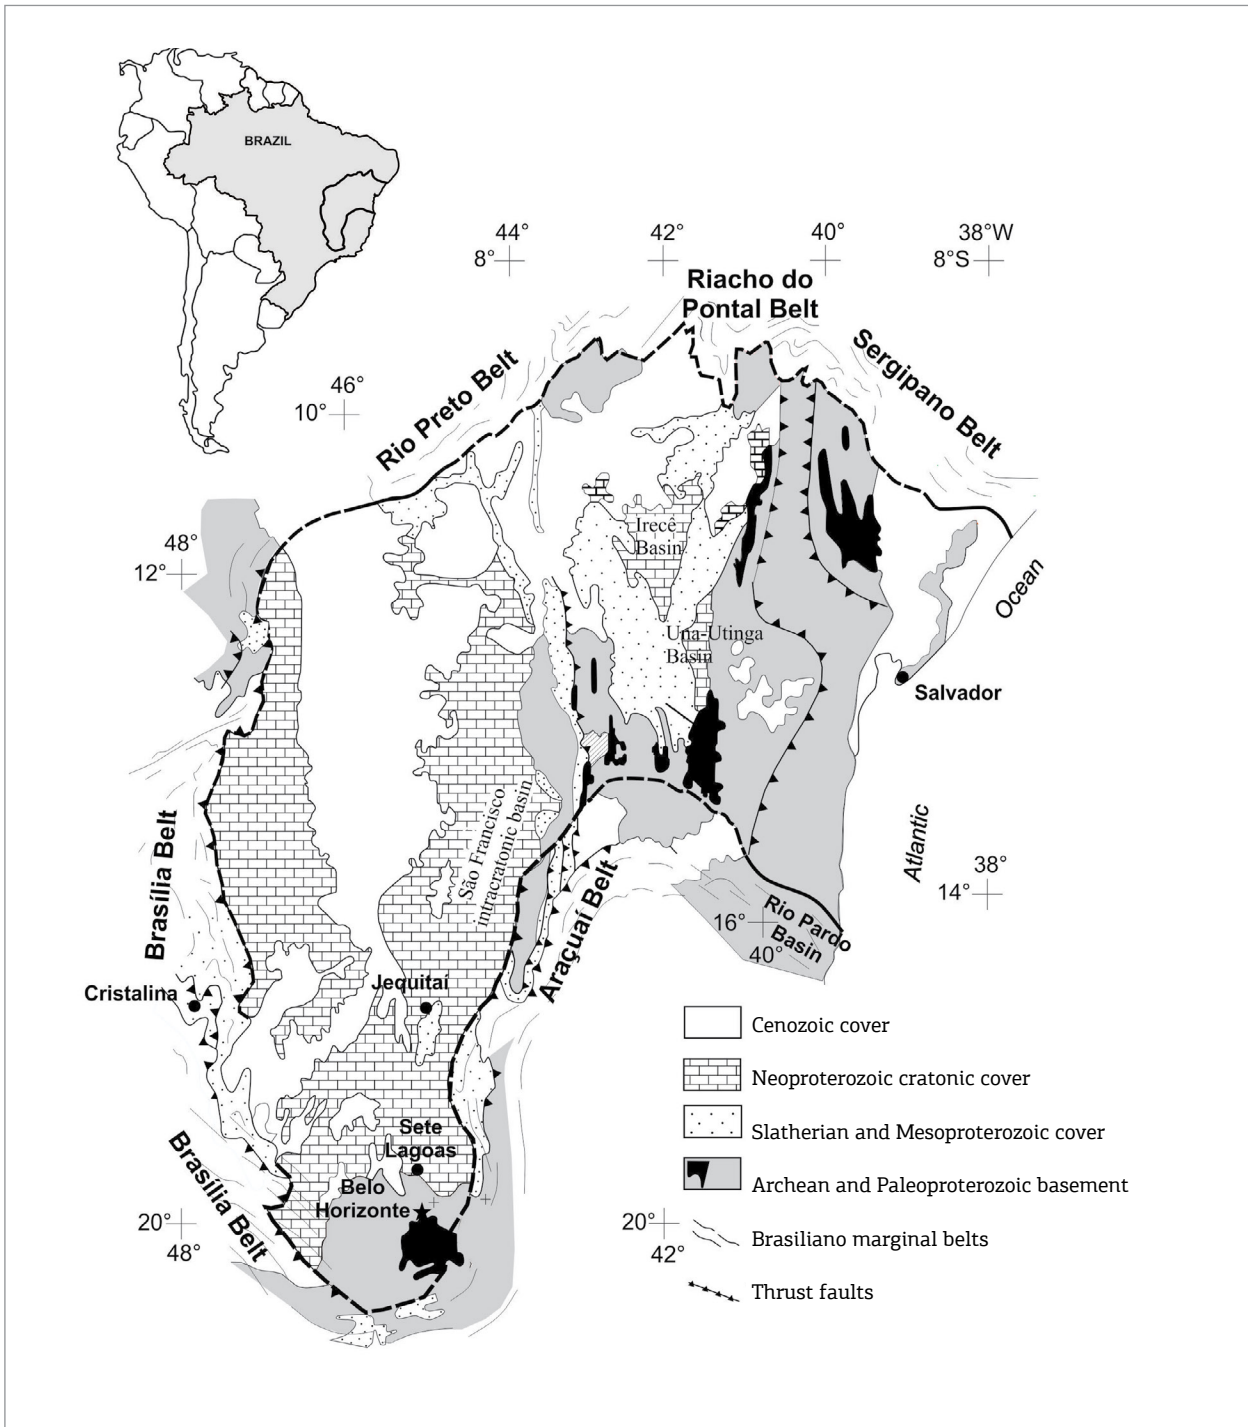 BRAZIL
44°
42°
40°
38°W
8°
8°S
Riacho do
Pontal Belt
Sergipano Belt
Rio Preto Belt
46°
10°
48°
12°
Irecê
Basin
Una-Utinga
Basin
Ocean
Salvador
São Francisco
intracratonic basin
Brasília Belt
Araçuaí Belt
Atlantic
38°
14°
Rio Pardo
Basin
16°
40°
Cristalina
Jequitaí
Sete
Lagoas
Belo
Horizonte
Brasília Belt
20°
48°
20°
42°
Cenozoic cover
Neoproterozoic cratonic cover
Slatherian and Mesoproterozoic cover
Archean and Paleoproterozoic basement
Brasiliano marginal belts
Thrust faults